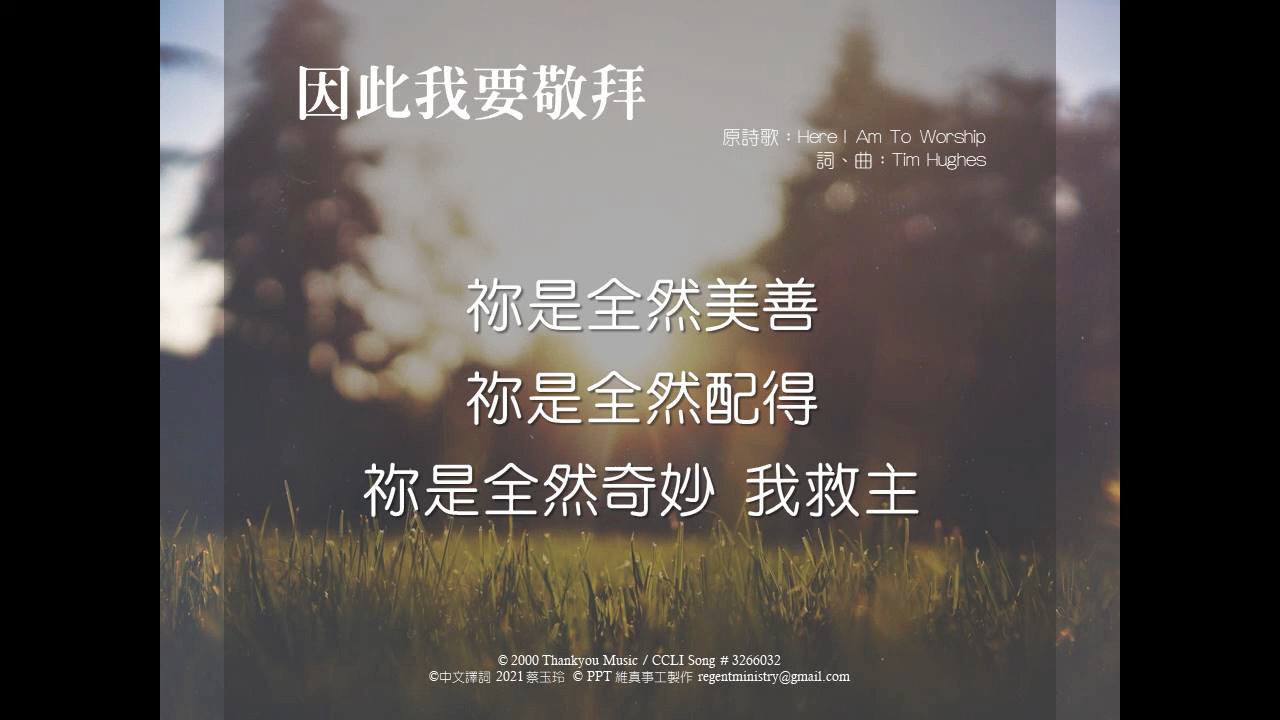 因此我要敬拜
原詩歌：Here I Am To Worship
詞、曲：Tim Hughes
祢是全然美善
祢是全然配得
祢是全然奇妙 我救主
© 2000 Thankyou Music / CCLI Song # 3266032
©中文譯詞 2021 蔡玉玲 © PPT 維真事工製作 regentministry@gmail.com